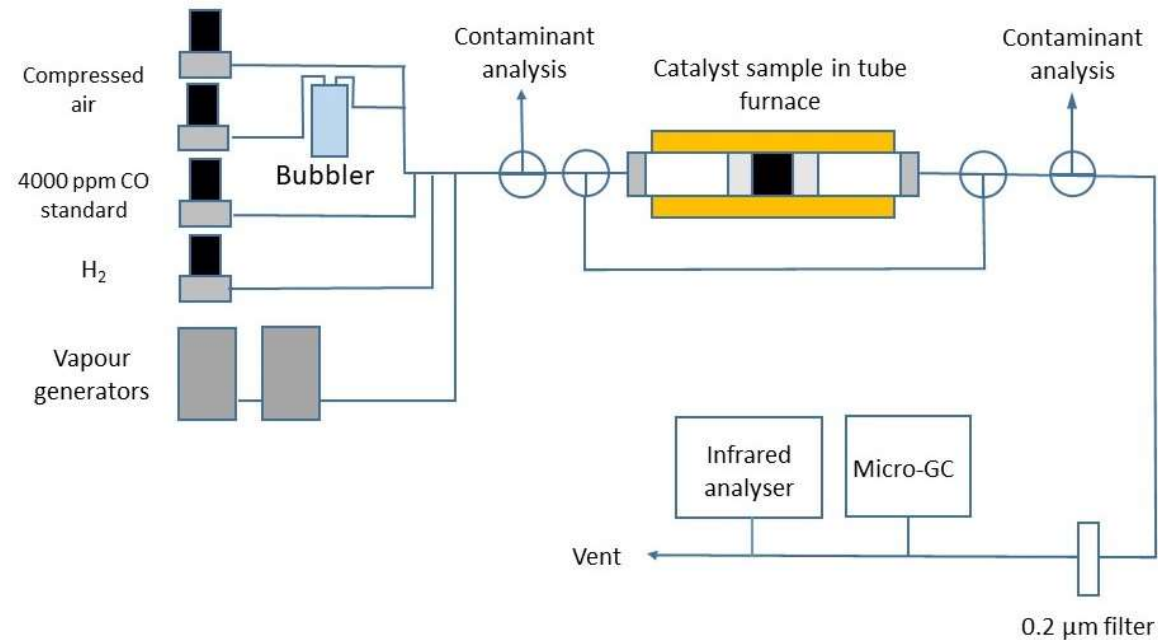 Contaminant
analysis
Contaminant
analysis
Catalyst sample in tube
furnace
Compressed
air
Bubbler
4000 ppm CO
standard
H₂
Vapour
generators
Infrared
analyser
Micro-GC
Vent
0.2 µm filter